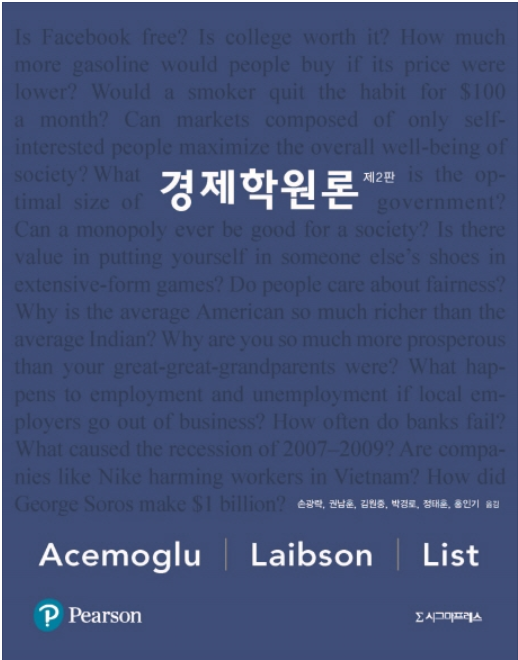 Is Facebook free? Is college worth it? How much
more gasoline would people buy if its price were
lower? Would a smoker quit the habit for $100
a month? Can markets composed of only self-
interested people maximize the overall well-being of
society? What is the op-
경제학원론 제2판
timal size of government?
Can a monopoly ever be good for a society? Is there
value in putting yourself in someone else's shoes in
extensive-form games? Do people care about fairness?
Why is the average American so much richer than the
average Indian? Why are you so much more prosperous
than your great-great-grandparents were? What hap-
pens to employment and unemployment if local em-
ployers go out of business? How often do banks fail?
What caused the recession of 2007–2009? Are compa-
nies like Nike harming workers in Vietnam? How did
George Soros make $1 billion? 손광락, 권남훈, 김원중, 박경로, 정태훈, 홍인기 옮김
Acemoglu | Laibson | List
P Pearson
Σ 시그마프레스